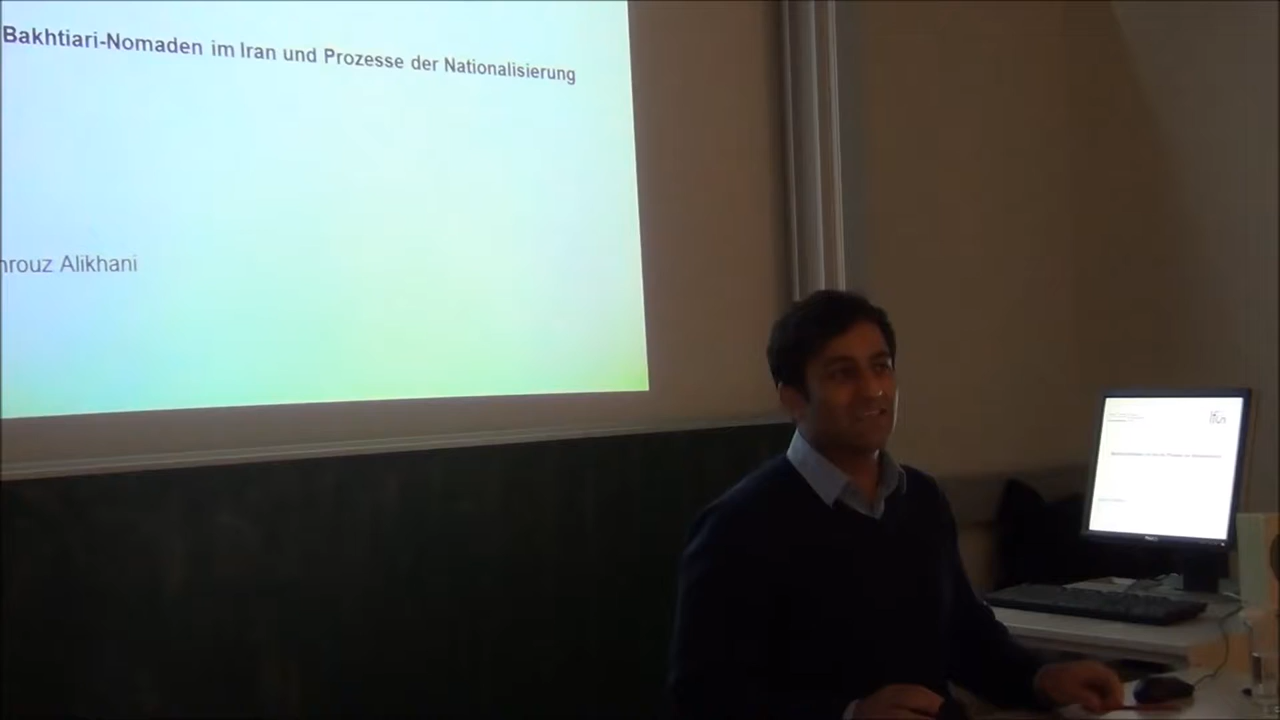 Bakhtiari-Nomaden im Iran und Prozesse der Nationalisierung
hrouz Alikhani